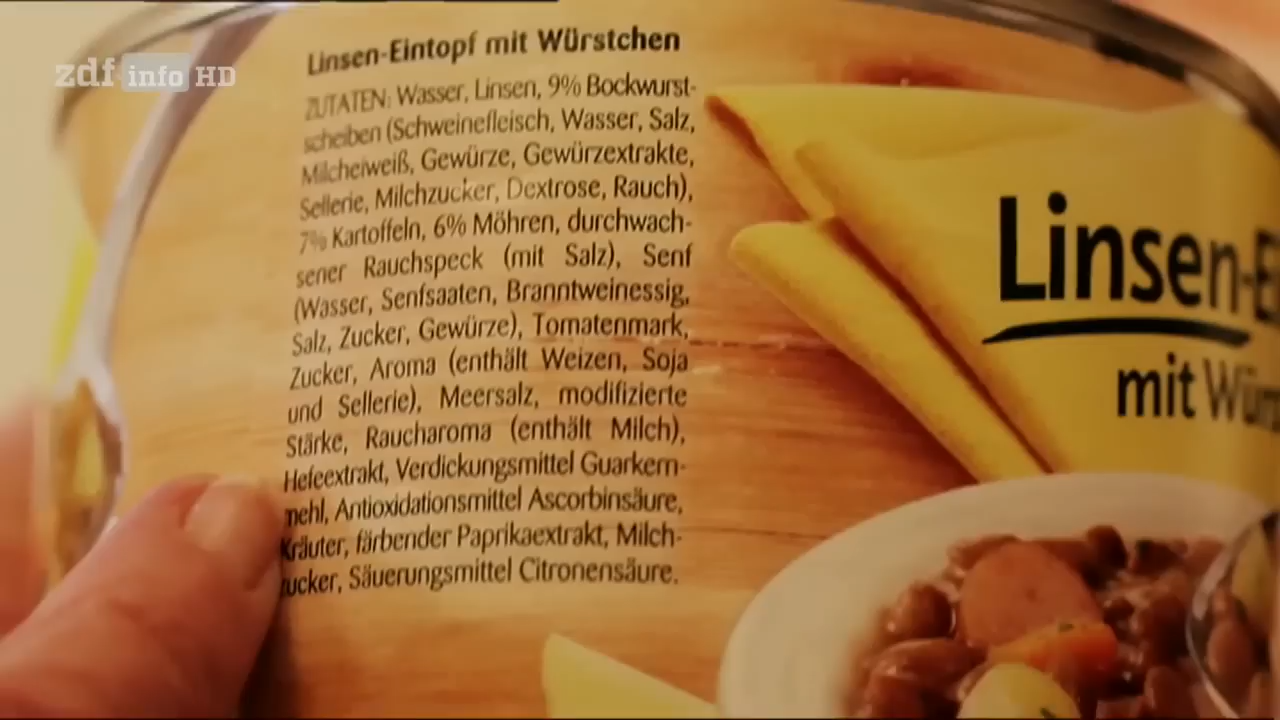 zdf info HD
Linsen-Eintopf mit Würstchen
ZUTATEN: Wasser, Linsen, 9% Bockwurst-
scheiben (Schweinefleisch, Wasser, Salz,
Milcheiweiß, Gewürze, Gewürzextrakte,
Sellerie, Milchzucker, Dextrose, Rauch),
7% Kartoffeln, 6% Möhren, durchwach-
sener Rauchspeck (mit Salz), Senf
(Wasser, Senfsaaten, Branntweinessig,
Salz, Zucker, Gewürze), Tomatenmark,
Zucker, Aroma (enthält Weizen, Soja
und Sellerie), Meersalz, modifizierte
Stärke, Raucharoma (enthält Milch),
Hefeextrakt, Verdickungsmittel Guarkern-
mehl, Antioxidationsmittel Ascorbinsäure,
Kräuter, färbender Paprikaextrakt, Milch-
zucker, Säuerungsmittel Citronensäure.
Linsen-E
mit Würs